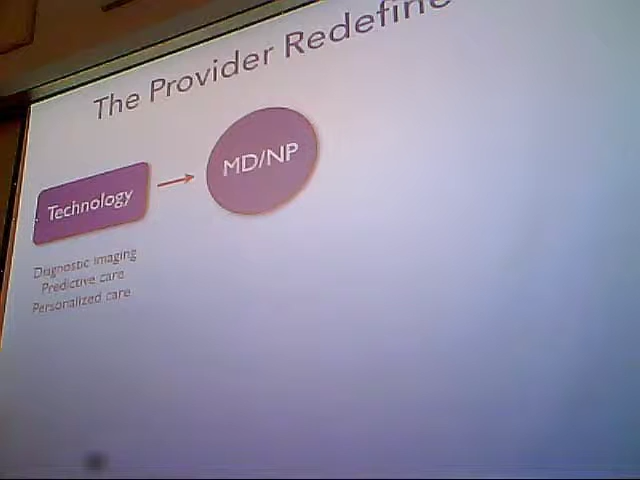 The Provider Redefine
MD/NP
Technology
Diagnostic imaging
Predictive care
Personalized care